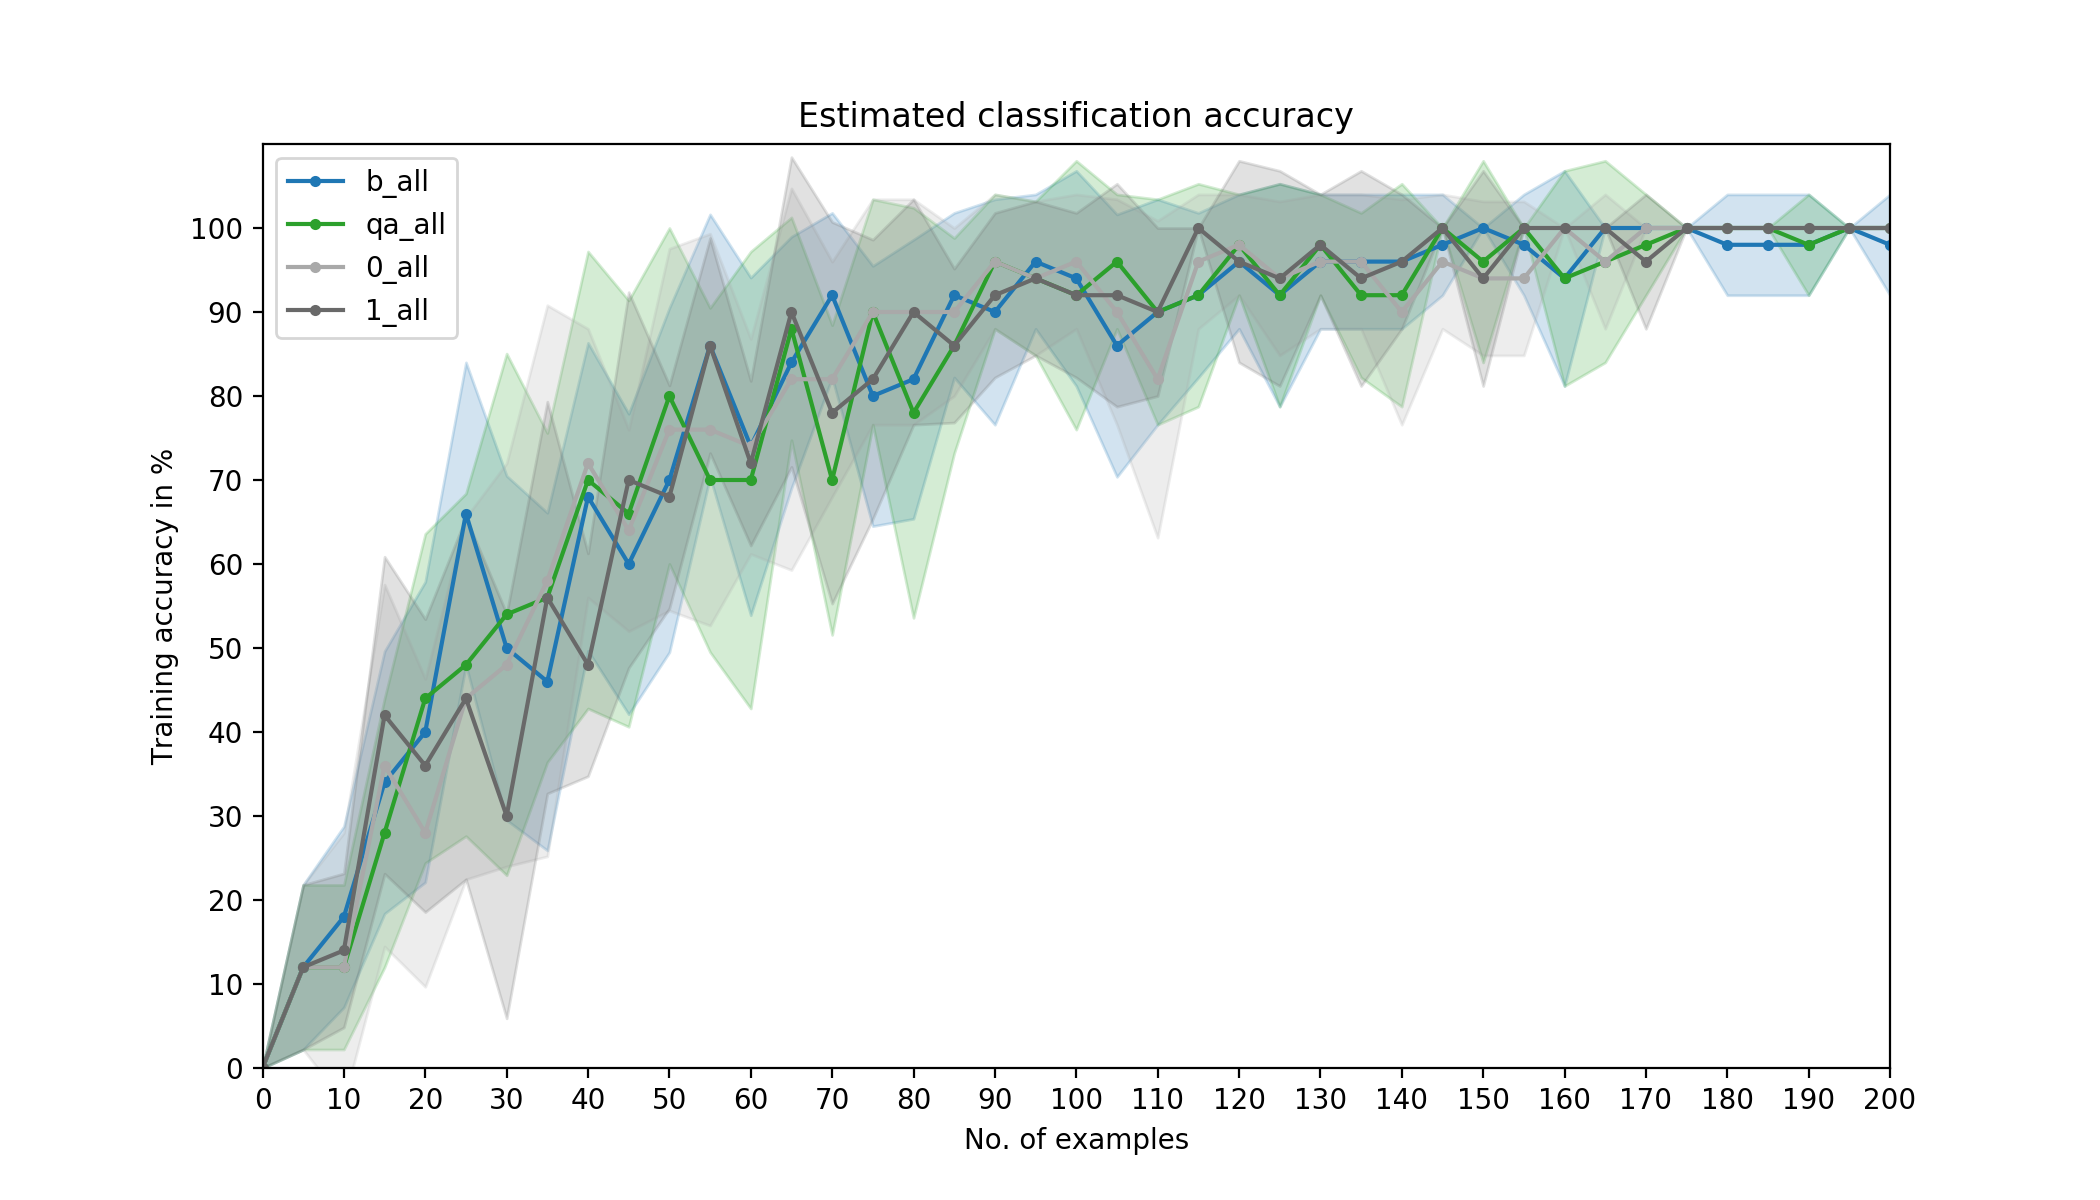 Estimated classification accuracy
b_all
qa_all
0_all
1_all
100
90
80
70
60
50
40
30
20
10
0
Training accuracy in %
0 10 20 30 40 50 60 70 80 90 100 110 120 130 140 150 160 170 180 190 200
No. of examples